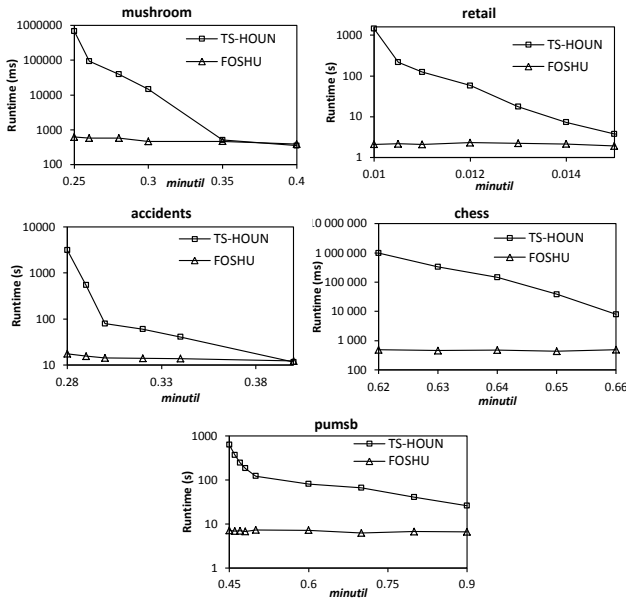 mushroom
Runtime (ms)
1000000
100000
10000
1000
100
TS-HOUN
FOSHU
0.25
0.3
0.35
0.4
minutil
retail
Runtime (s)
1000
100
10
1
TS-HOUN
FOSHU
0.01
0.012
0.014
minutil
accidents
Runtime (s)
10000
1000
100
10
TS-HOUN
FOSHU
0.28
0.33
0.38
minutil
chess
Runtime (ms)
10 000 000
1 000 000
100 000
10 000
1 000
100
TS-HOUN
FOSHU
0.62
0.63
0.64
0.65
0.66
minutil
pumsb
Runtime (s)
1000
100
10
1
TS-HOUN
FOSHU
0.45
0.6
0.75
0.9
minutil